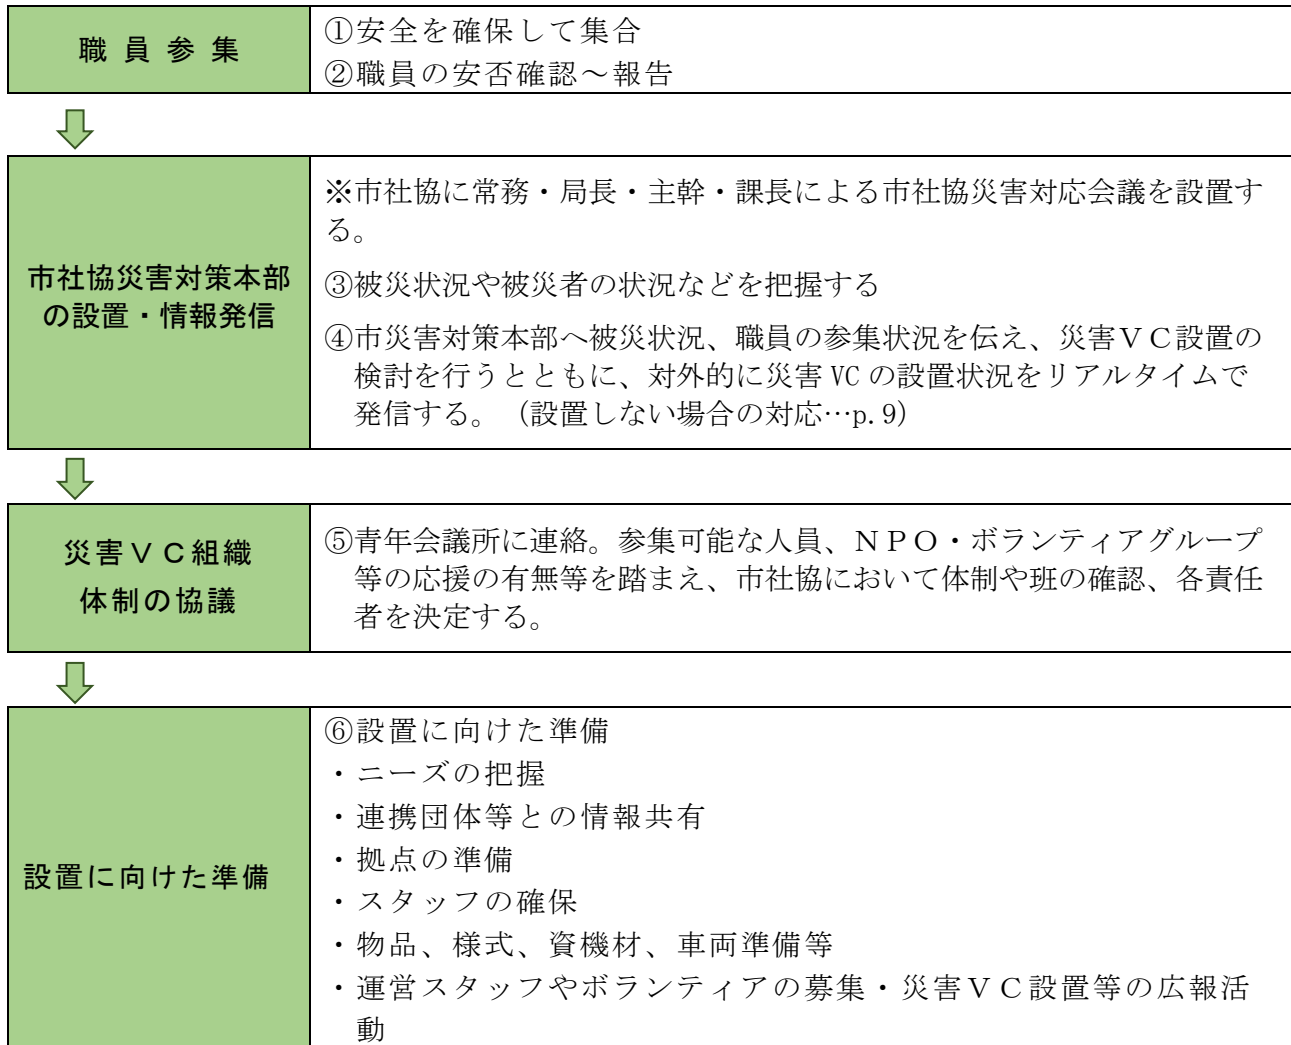 職員参集
①安全を確保して集合
②職員の安否確認～報告
市社協災害対策本部
の設置・情報発信
※市社協に常務・局長・主幹・課長による市社協災害対応会議を設置す
る。
③被災状況や被災者の状況などを把握する
④市災害対策本部へ被災状況、職員の参集状況を伝え、災害ＶＣ設置の
検討を行うとともに、対外的に災害 VC の設置状況をリアルタイムで
発信する。（設置しない場合の対応…p.9）
災害ＶＣ組織
体制の協議
⑤青年会議所に連絡。参集可能な人員、ＮＰＯ・ボランティアグループ
等の応援の有無等を踏まえ、市社協において体制や班の確認、各責任
者を決定する。
設置に向けた準備
⑥設置に向けた準備
・ニーズの把握
・連携団体等との情報共有
・拠点の準備
・スタッフの確保
・物品、様式、資機材、車両準備等
・運営スタッフやボランティアの募集・災害ＶＣ設置等の広報活
動